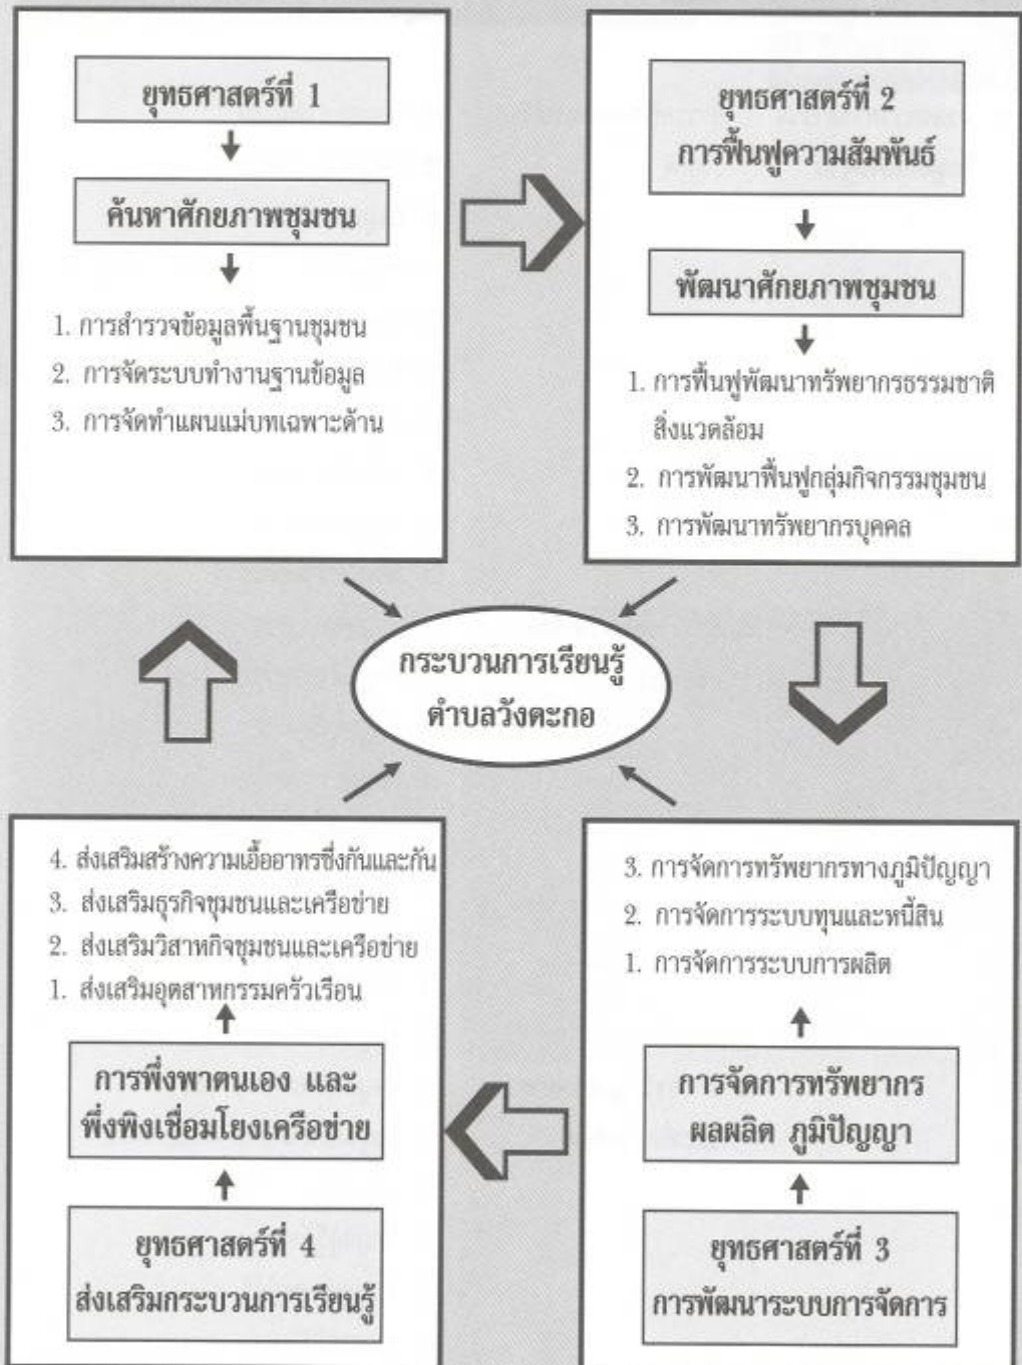 ยุทธศาสตร์ที่ 1
ค้นหาศักยภาพชุมชน
1. การสำรวจข้อมูลพื้นฐานชุมชน
2. การจัดระบบทำงานฐานข้อมูล
3. การจัดทำแผนแม่บทเฉพาะด้าน
ยุทธศาสตร์ที่ 2
การฟื้นฟูความสัมพันธ์
พัฒนาศักยภาพชุมชน
1. การฟื้นฟูพัฒนาทรัพยากรธรรมชาติ
สิ่งแวดล้อม
2. การพัฒนาฟื้นฟูกลุ่มกิจกรรมชุมชน
3. การพัฒนาทรัพยากรบุคคล
กระบวนการเรียนรู้
ตำบลวังตะกอ
4. ส่งเสริมสร้างความเอื้ออาทรซึ่งกันและกัน
3. ส่งเสริมธุรกิจชุมชนและเครือข่าย
2. ส่งเสริมวิสาหกิจชุมชนและเครือข่าย
1. ส่งเสริมอุตสาหกรรมครัวเรือน
การพึ่งพาตนเอง และ
พึ่งพิงเชื่อมโยงเครือข่าย
ยุทธศาสตร์ที่ 4
ส่งเสริมกระบวนการเรียนรู้
3. การจัดการทรัพยากรทางภูมิปัญญา
2. การจัดการระบบทุนและหนี้สิน
1. การจัดการระบบการผลิต
การจัดการทรัพยากร
ผลผลิต ภูมิปัญญา
ยุทธศาสตร์ที่ 3
การพัฒนาระบบการจัดการ